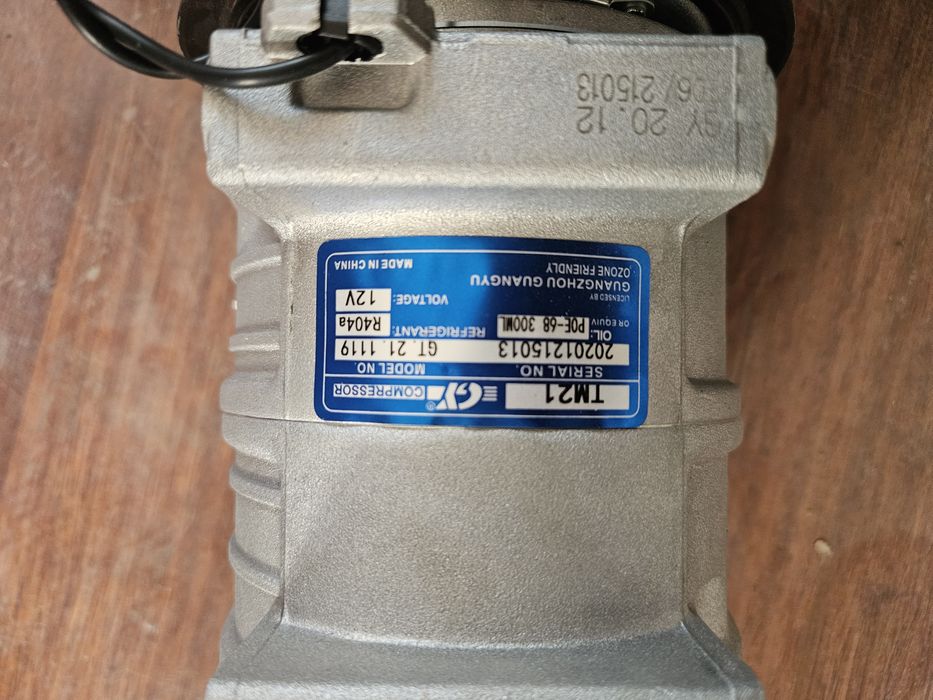 TM21 GY® COMPRESSOR
SERIAL NO. MODEL NO.
20201215013 GT.21.1119
OIL: POE-68 300ML REFRIGERANT: R404a
OR EQUIV
LICENSED BY VOLTAGE: 12V
GUANGZHOU GUANGYU
OZONE FRIENDLY MADE IN CHINA
GY 20.12
06/215013